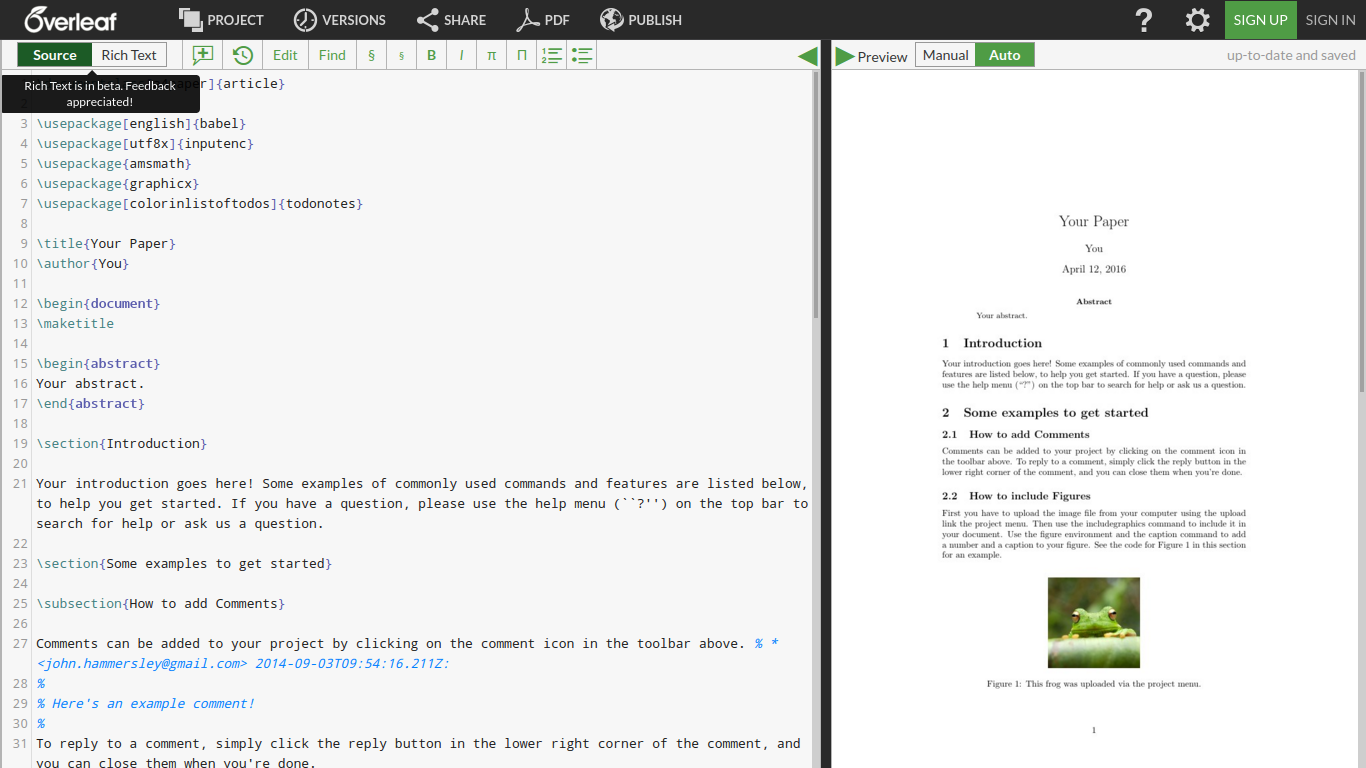 Overleaf PROJECT VERSIONS SHARE PDF PUBLISH ? SIGN UP SIGN IN
Source Rich Text Edit Find § § B I π Π Preview Manual Auto up-to-date and saved
Rich Text is in beta. Feedback
appreciated!
]{article}
3 \usepackage[english]{babel}
4 \usepackage[utf8x]{inputenc}
5 \usepackage{amsmath}
6 \usepackage{graphicx}
7 \usepackage[colorinlistoftodos]{todonotes}
8
9 \title{Your Paper}
10 \author{You}
11
12 \begin{document}
13 \maketitle
14
15 \begin{abstract}
16 Your abstract.
17 \end{abstract}
18
19 \section{Introduction}
20
21 Your introduction goes here! Some examples of commonly used commands and features are listed below,
to help you get started. If you have a question, please use the help menu (``?'') on the top bar to
search for help or ask us a question.
22
23 \section{Some examples to get started}
24
25 \subsection{How to add Comments}
26
27 Comments can be added to your project by clicking on the comment icon in the toolbar above. % *
<john.hammersley@gmail.com> 2014-09-03T09:54:16.211Z:
28 %
29 % Here's an example comment!
30 %
31 To reply to a comment, simply click the reply button in the lower right corner of the comment, and
you can close them when you're done.
Your Paper
You
April 12, 2016
Abstract
Your abstract.
1 Introduction
Your introduction goes here! Some examples of commonly used commands and
features are listed below, to help you get started. If you have a question, please
use the help menu (“?”) on the top bar to search for help or ask us a question.
2 Some examples to get started
2.1 How to add Comments
Comments can be added to your project by clicking on the comment icon in
the toolbar above. To reply to a comment, simply click the reply button in the
lower right corner of the comment, and you can close them when you're done.
2.2 How to include Figures
First you have to upload the image file from your computer using the upload
link the project menu. Then use the includegraphics command to include it in
your document. Use the figure environment and the caption command to add
a number and a caption to your figure. See the code for Figure 1 in this section
for an example.
Figure 1: This frog was uploaded via the project menu.
1